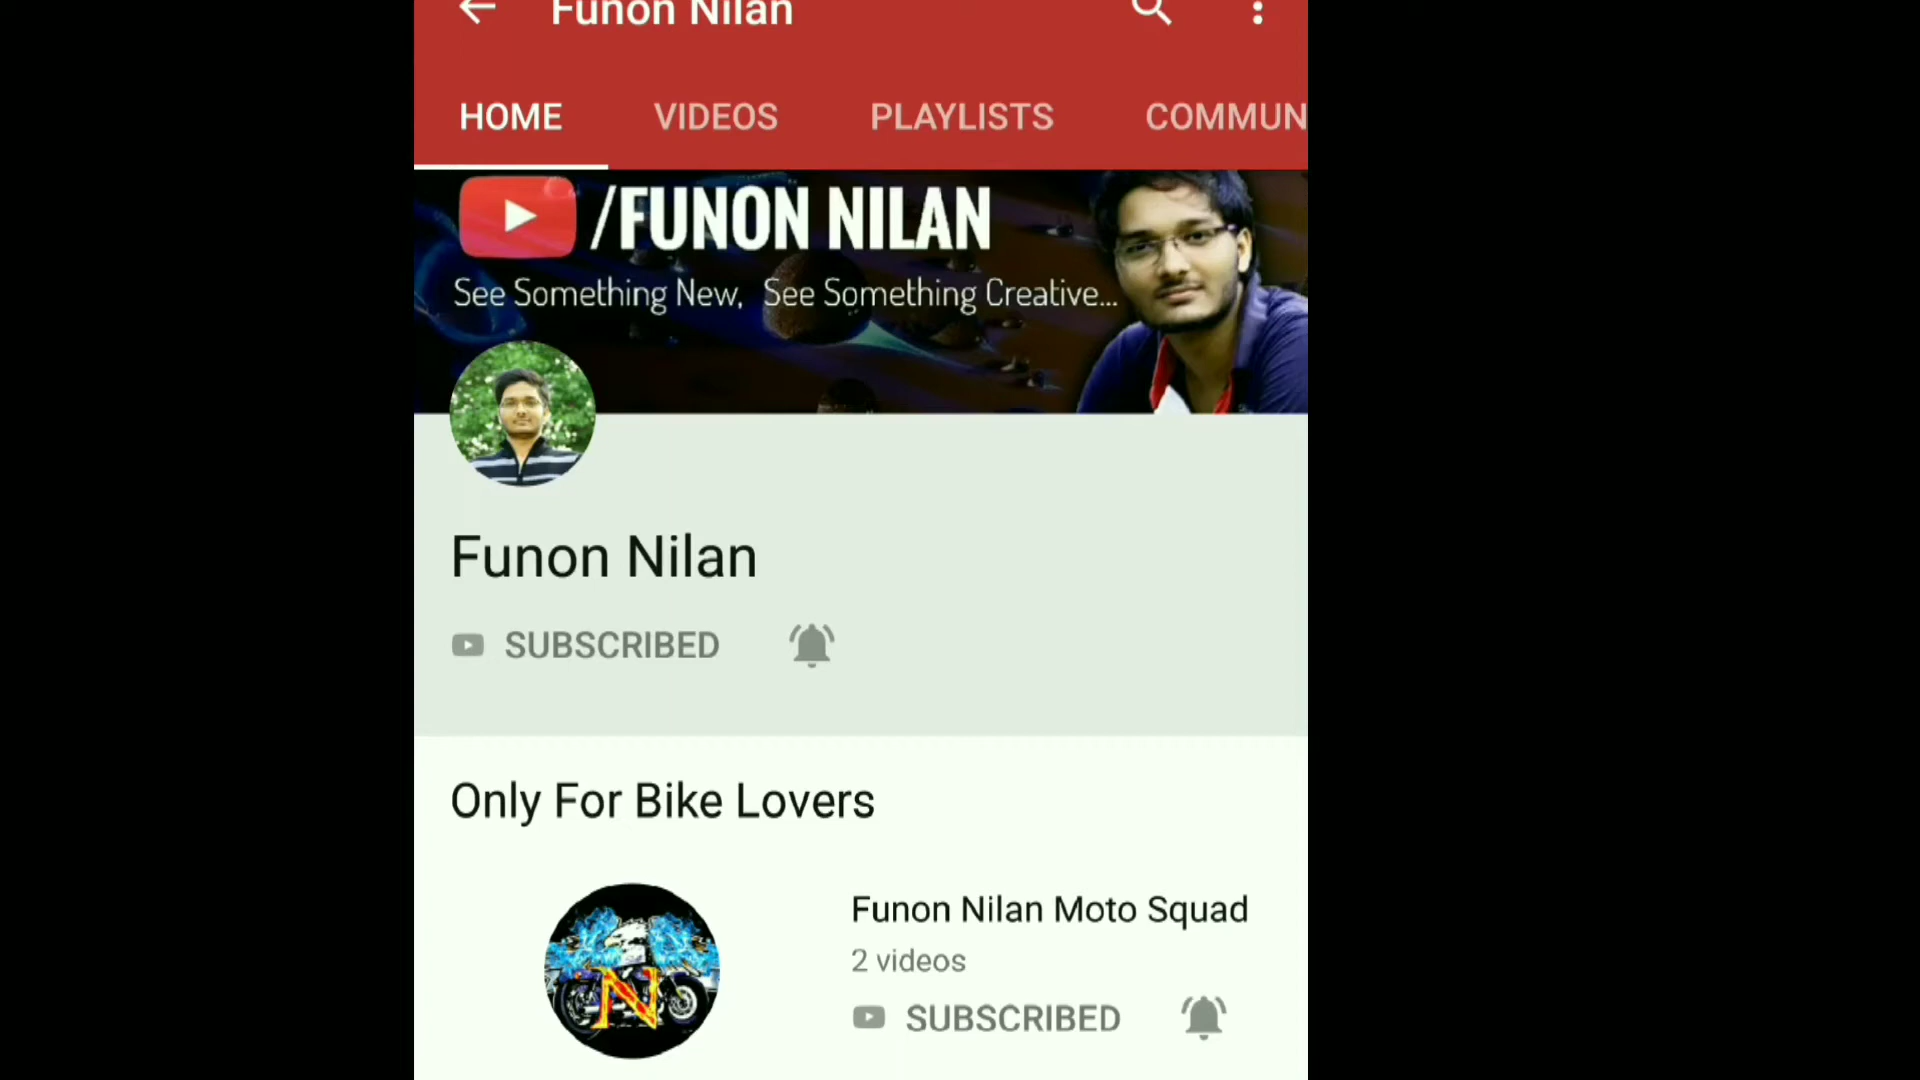 Funon Nilan
HOME VIDEOS PLAYLISTS COMMUN
/FUNON NILAN
See Something New, See Something Creative...
Funon Nilan
SUBSCRIBED
Only For Bike Lovers
N
Funon Nilan Moto Squad
2 videos
SUBSCRIBED